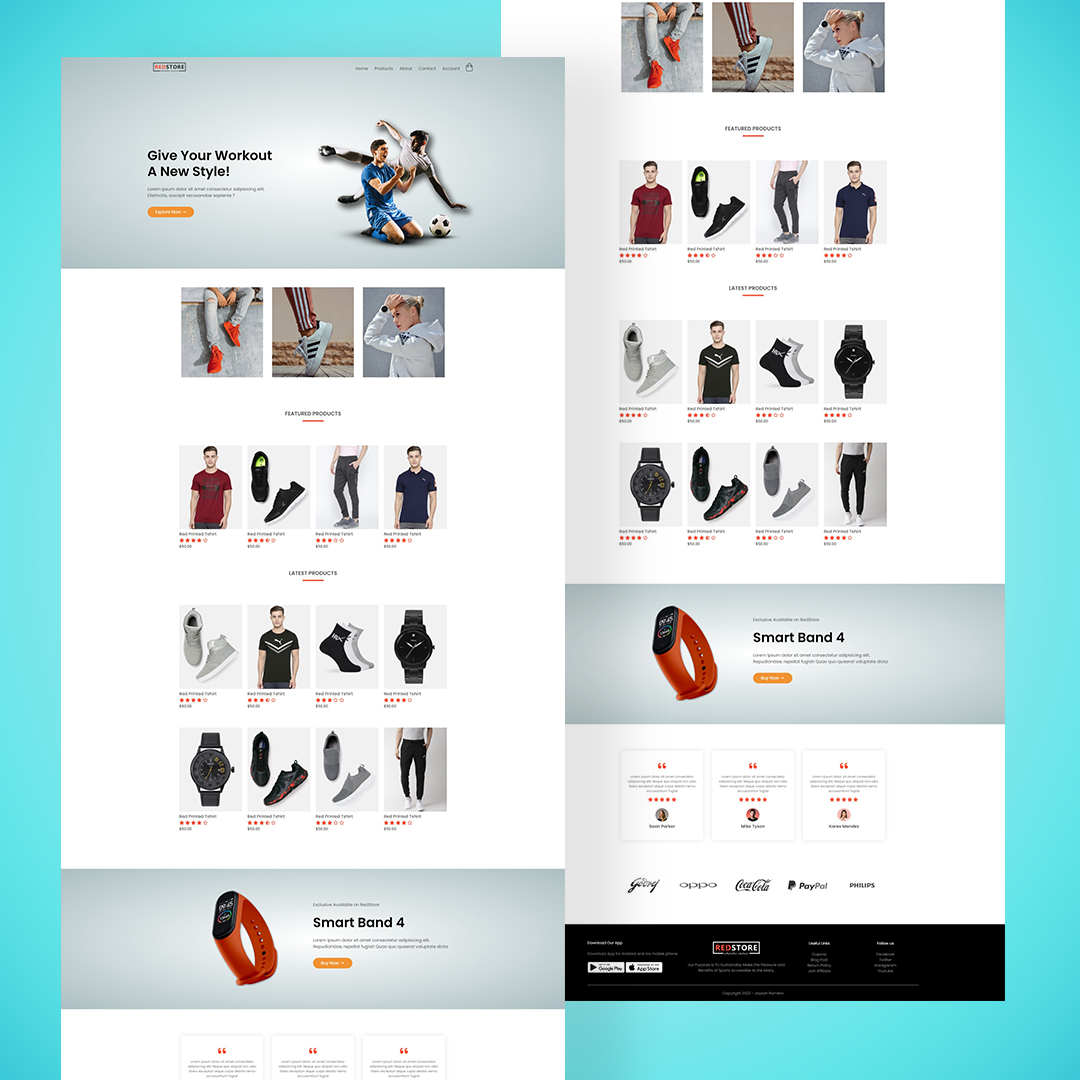 REDSTORE
Home Products About Contact Account
Give Your Workout
A New Style!
Lorem ipsum dolor sit amet consectetur adipisicing elit.
Distinctio, suscipit recusandae sapiente ?
Explore Now →
FEATURED PRODUCTS
Red Printed Tshirt Red Printed Tshirt Red Printed Tshirt Red Printed Tshirt
$50.00 $50.00 $50.00 $50.00
LATEST PRODUCTS
Red Printed Tshirt Red Printed Tshirt Red Printed Tshirt Red Printed Tshirt
$50.00 $50.00 $50.00 $50.00
Red Printed Tshirt Red Printed Tshirt Red Printed Tshirt Red Printed Tshirt
$50.00 $50.00 $50.00 $50.00
Exclusive Available on RedStore
Smart Band 4
Lorem ipsum dolor sit amet consectetur adipisicing elit.
Repudiandae, repellat fugiat! Quas quo quaerat voluptate dicta
Buy Now →
FEATURED PRODUCTS
Red Printed Tshirt Red Printed Tshirt Red Printed Tshirt Red Printed Tshirt
$50.00 $50.00 $50.00 $50.00
LATEST PRODUCTS
Red Printed Tshirt Red Printed Tshirt Red Printed Tshirt Red Printed Tshirt
$50.00 $50.00 $50.00 $50.00
Red Printed Tshirt Red Printed Tshirt Red Printed Tshirt Red Printed Tshirt
$50.00 $50.00 $50.00 $50.00
Exclusive Available on RedStore
Smart Band 4
Lorem ipsum dolor sit amet consectetur adipisicing elit.
Repudiandae, repellat fugiat! Quas quo quaerat voluptate dicta
Buy Now →
Sean Parker Mike Tyson
Godrej oppo Coca-Cola PayPal PHILIPS
Download Our App
Download App for Android and ios mobile phone
Google Play App Store
REDSTORE
our Purpose Is To Sustainably Make the Pleasure and
Benefits of Sports Accessible to the Many.
Useful Links
Cupons
Blog Post
Return Policy
Join Affiliate
Follow us
Facebook
Twitter
Instagram
Youtube